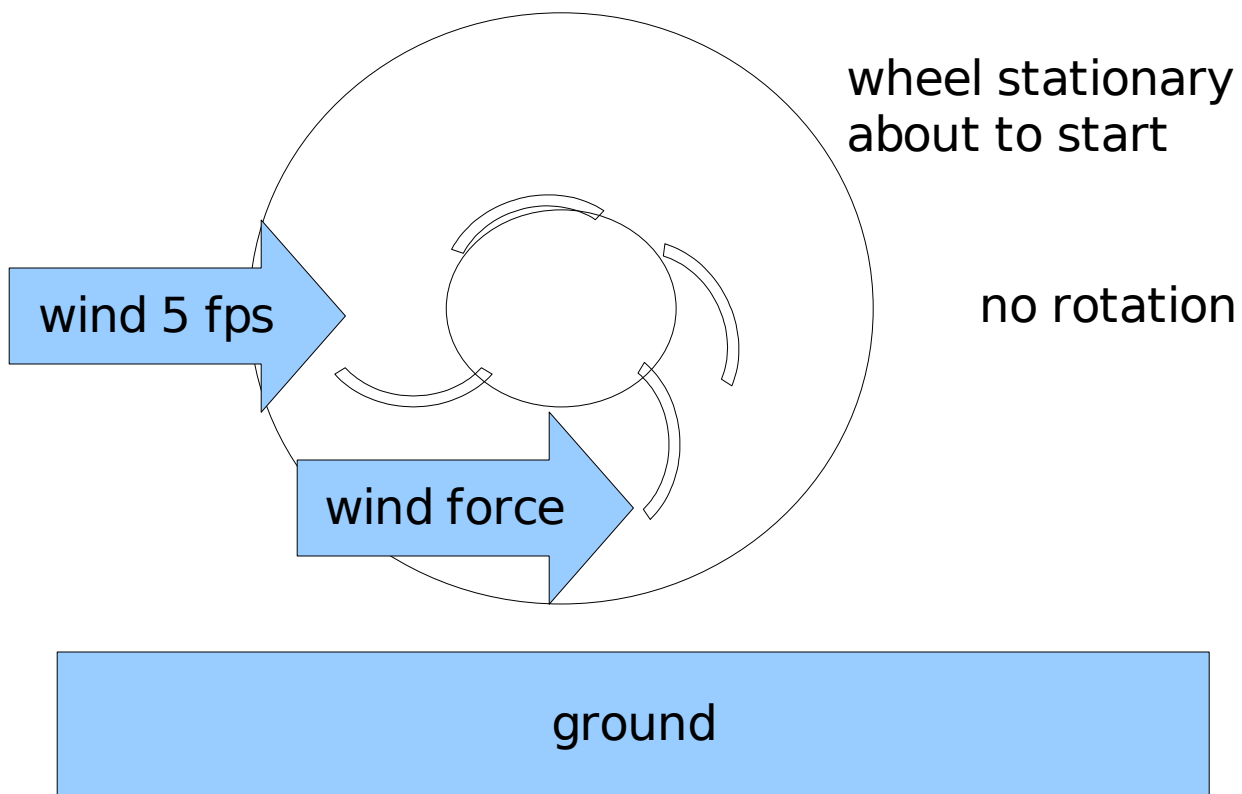 wheel stationary
about to start
wind 5 fps
no rotation
wind force
ground